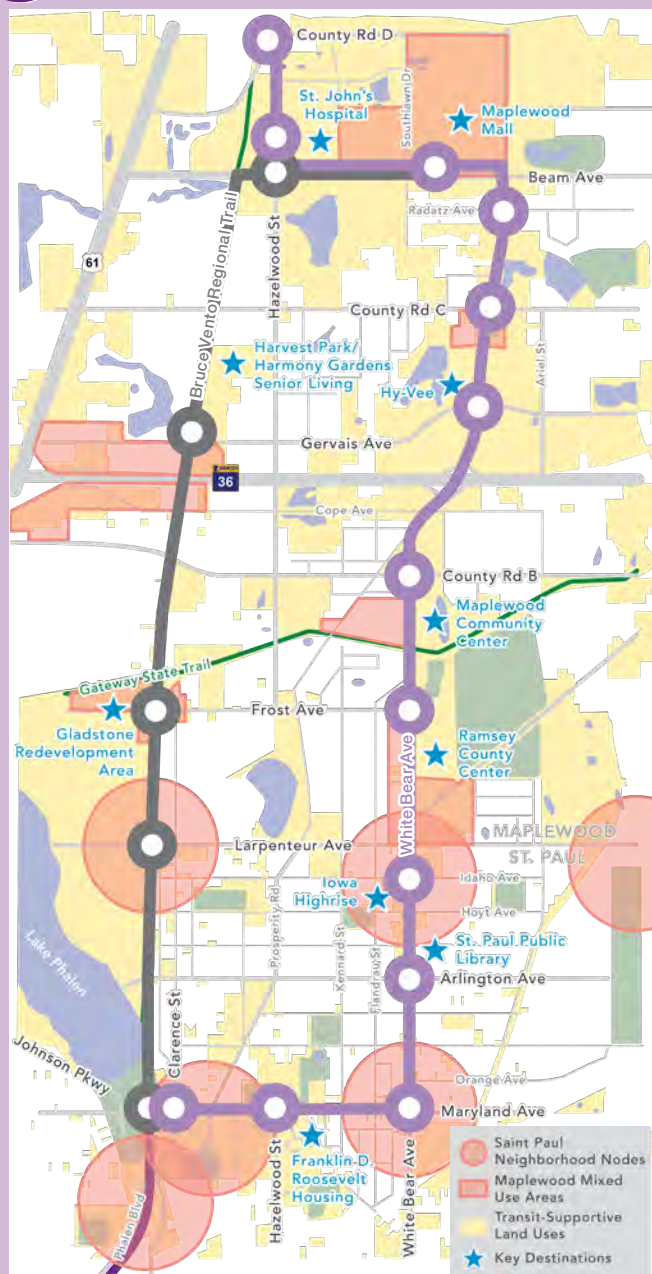 County Rd D
St. John's
Hospital
Southlawn Dr
Maplewood
Mall
Beam Ave
Radatz Ave
Bruce Vento Regional Trail
Hazelwood St
61
County Rd C
Ariel St
Harvest Park/
Harmony Gardens
Senior Living
Hy-Vee
Gervais Ave
36
Cope Ave
County Rd B
Maplewood
Community
Center
Gateway State Trail
Frost Ave
Gladstone
Redevelopment
Area
Ramsey
County
Center
White Bear Ave
MAPLEWOOD
ST. PAUL
Larpenteur Ave
Idaho Ave
Iowa
Highrise
Hoyt Ave
Prosperity Rd
Kennard St
Flandrau St
St. Paul Public
Library
Arlington Ave
Lake Phalen
Clarence St
Johnson Pkwy
Orange Ave
Maryland Ave
Franklin D.
Roosevelt
Housing
Hazelwood St
White Bear Ave
Phalen Blvd
Saint Paul
Neighborhood Nodes
Maplewood Mixed
Use Areas
Transit-Supportive
Land Uses
Key Destinations